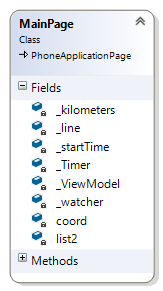 MainPage
Class
PhoneApplicationPage
Fields
_kilometers
_line
_startTime
_Timer
_ViewModel
_watcher
coord
list2
Methods